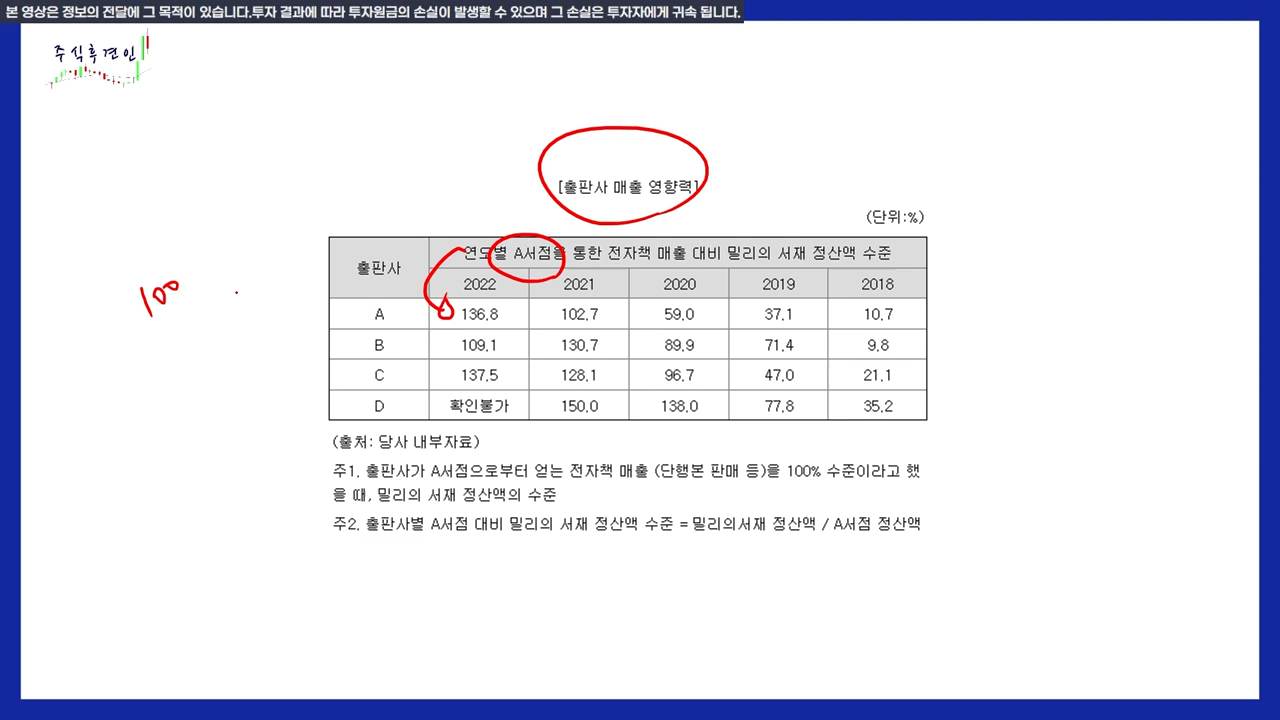 본 영상은 정보의 전달에 그 목적이 있습니다.투자 결과에 따라 투자원금의 손실이 발생할 수 있으며 그 손실은 투자자에게 귀속 됩니다.
주식후견인
[출판사 매출 영향력]
(단위:%)
출판사 연도별 A서점을 통한 전자책 매출 대비 밀리의 서재 정산액 수준
2022 2021 2020 2019 2018
100
A 136.8 102.7 59.0 37.1 10.7
B 109.1 130.7 89.9 71.4 9.8
C 137.5 128.1 96.7 47.0 21.1
D 확인불가 150.0 138.0 77.8 35.2
(출처: 당사 내부자료)
주1. 출판사가 A서점으로부터 얻는 전자책 매출 (단행본 판매 등)을 100% 수준이라고 했
을 때, 밀리의 서재 정산액의 수준
주2. 출판사별 A서점 대비 밀리의 서재 정산액 수준 = 밀리의서재 정산액 / A서점 정산액